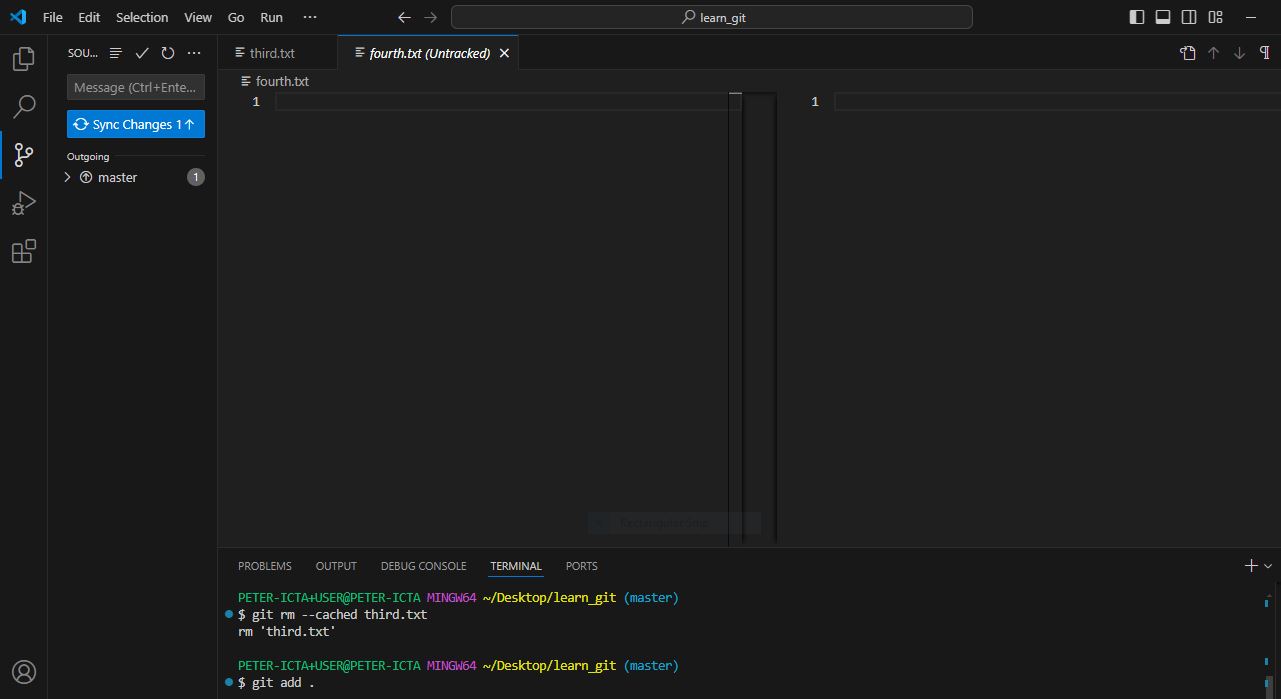 File Edit Selection View Go Run ··· learn_git
SOU... ···
third.txt fourth.txt (Untracked)
Message (Ctrl+Ente...
fourth.txt
1 1
Sync Changes 1↑
Outgoing
master 1
PROBLEMS OUTPUT DEBUG CONSOLE TERMINAL PORTS
PETER-ICTA+USER@PETER-ICTA MINGW64 ~/Desktop/learn_git (master)
$ git rm --cached third.txt
rm 'third.txt'
PETER-ICTA+USER@PETER-ICTA MINGW64 ~/Desktop/learn_git (master)
$ git add .